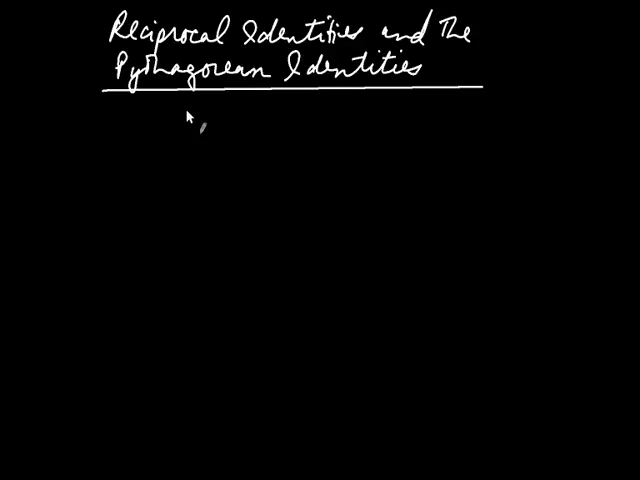 Reciprocal Identities and The
Pythagorean Identities